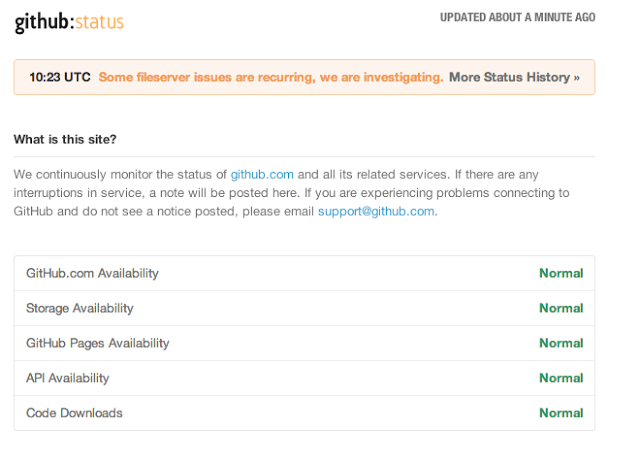 github:status
UPDATED ABOUT A MINUTE AGO
10:23 UTC Some fileserver issues are recurring, we are investigating. More Status History »
What is this site?
We continuously monitor the status of github.com and all its related services. If there are any
interruptions in service, a note will be posted here. If you are experiencing problems connecting to
GitHub and do not see a notice posted, please email support@github.com.
GitHub.com Availability Normal
Storage Availability Normal
GitHub Pages Availability Normal
API Availability Normal
Code Downloads Normal